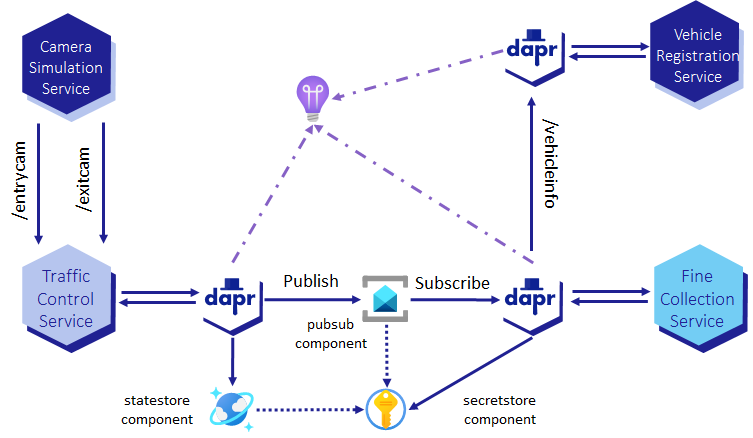 Camera
Simulation
Service
dapr
Vehicle
Registration
Service
/entrycam
/exitcam
/vehicleinfo
Traffic
Control
Service
dapr
Publish
pubsub
component
Subscribe
dapr
Fine
Collection
Service
statestore
component
secretstore
component